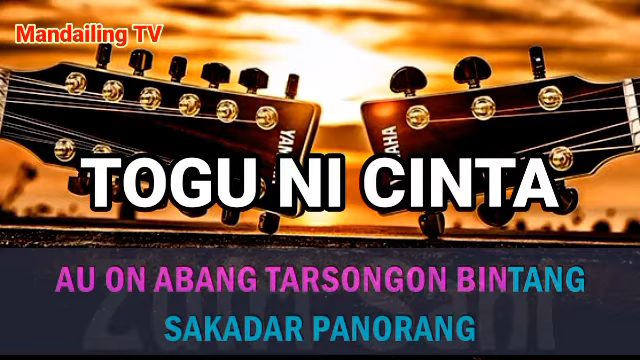 Mandailing TV
TOGU NI CINTA
AU ON ABANG TARSONGON BINTANG
SAKADAR PANORANG